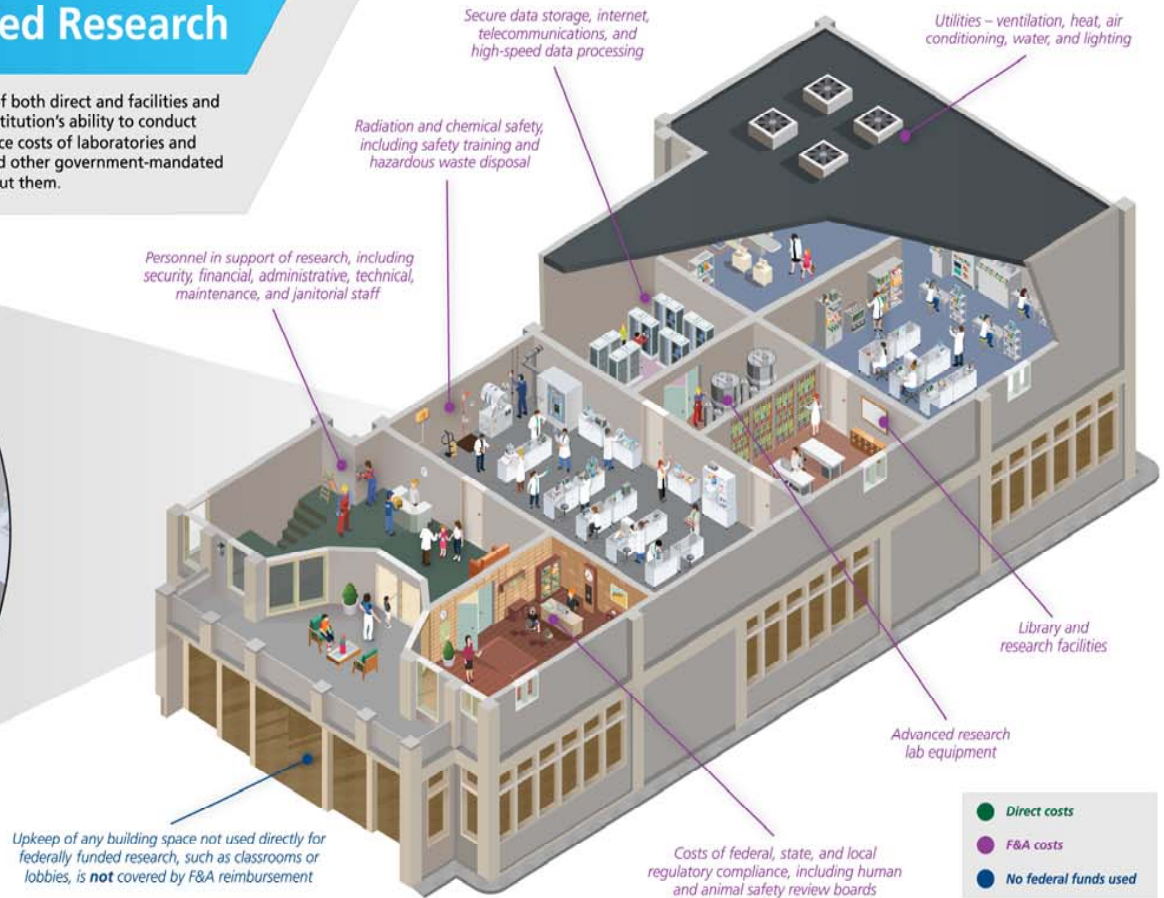 ed Research
f both direct and facilities and
titution's ability to conduct
ce costs of laboratories and
d other government-mandated
ut them.
Secure data storage, internet,
telecommunications, and
high-speed data processing
Utilities – ventilation, heat, air
conditioning, water, and lighting
Radiation and chemical safety,
including safety training and
hazardous waste disposal
Personnel in support of research, including
security, financial, administrative, technical,
maintenance, and janitorial staff
Library and
research facilities
Advanced research
lab equipment
Costs of federal, state, and local
regulatory compliance, including human
and animal safety review boards
Upkeep of any building space not used directly for
federally funded research, such as classrooms or
lobbies, is not covered by F&A reimbursement
Direct costs
F&A costs
No federal funds used